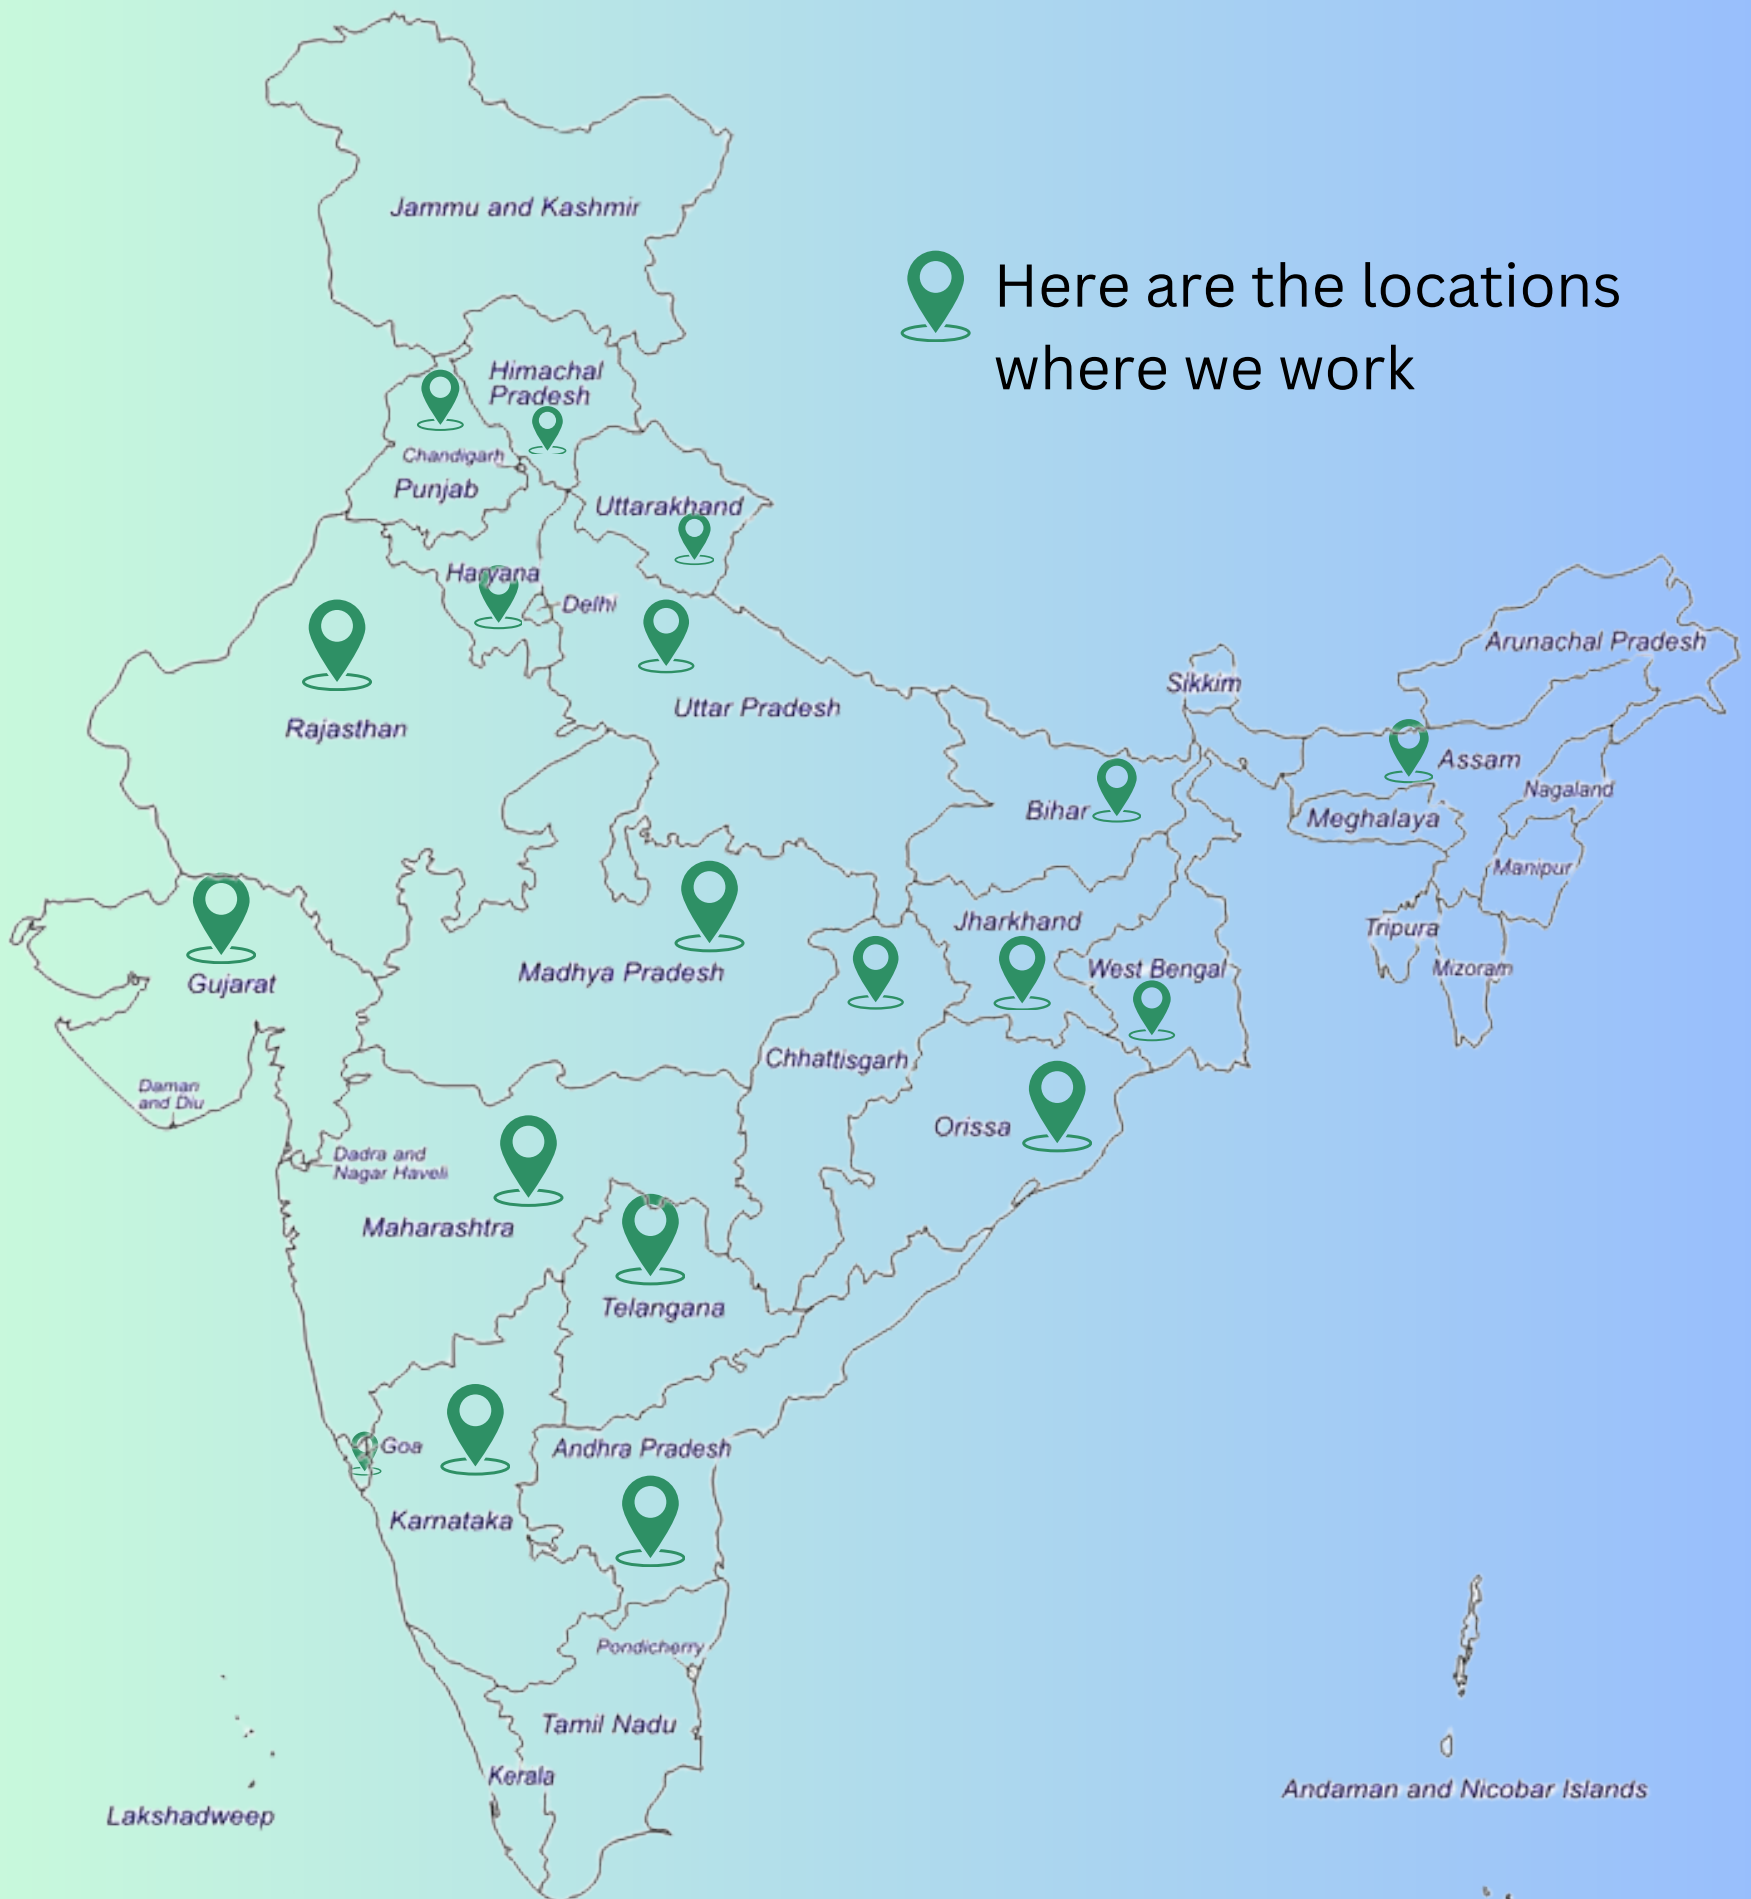 Jammu and Kashmir
Here are the locations
where we work
Himachal
Pradesh
Chandigarh
Punjab
Uttarakhand
Haryana
Delhi
Arunachal Pradesh
Sikkim
Uttar Pradesh
Rajasthan
Assam
Nagaland
Bihar
Meghalaya
Manipur
Jharkhand
Tripura
West Bengal
Mizoram
Madhya Pradesh
Gujarat
Chhattisgarh
Daman
and Diu
Orissa
Dadra and
Nagar Haveli
Maharashtra
Telangana
Goa
Andhra Pradesh
Karnataka
Pondicherry
Tamil Nadu
Kerala
Andaman and Nicobar Islands
Lakshadweep